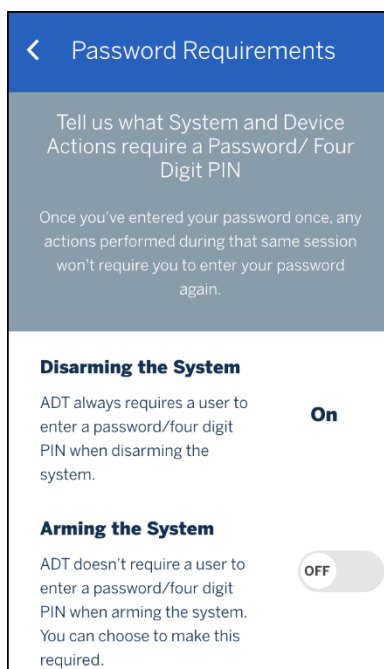 Password Requirements
Tell us what System and Device
Actions require a Password/ Four
Digit PIN
Once you've entered your password once, any
actions performed during that same session
won't require you to enter your password
again.
Disarming the System
ADT always requires a user to
enter a password/four digit
PIN when disarming the
system.
On
Arming the System
ADT doesn't require a user to
enter a password/four digit
PIN when arming the system.
You can choose to make this
required.
OFF